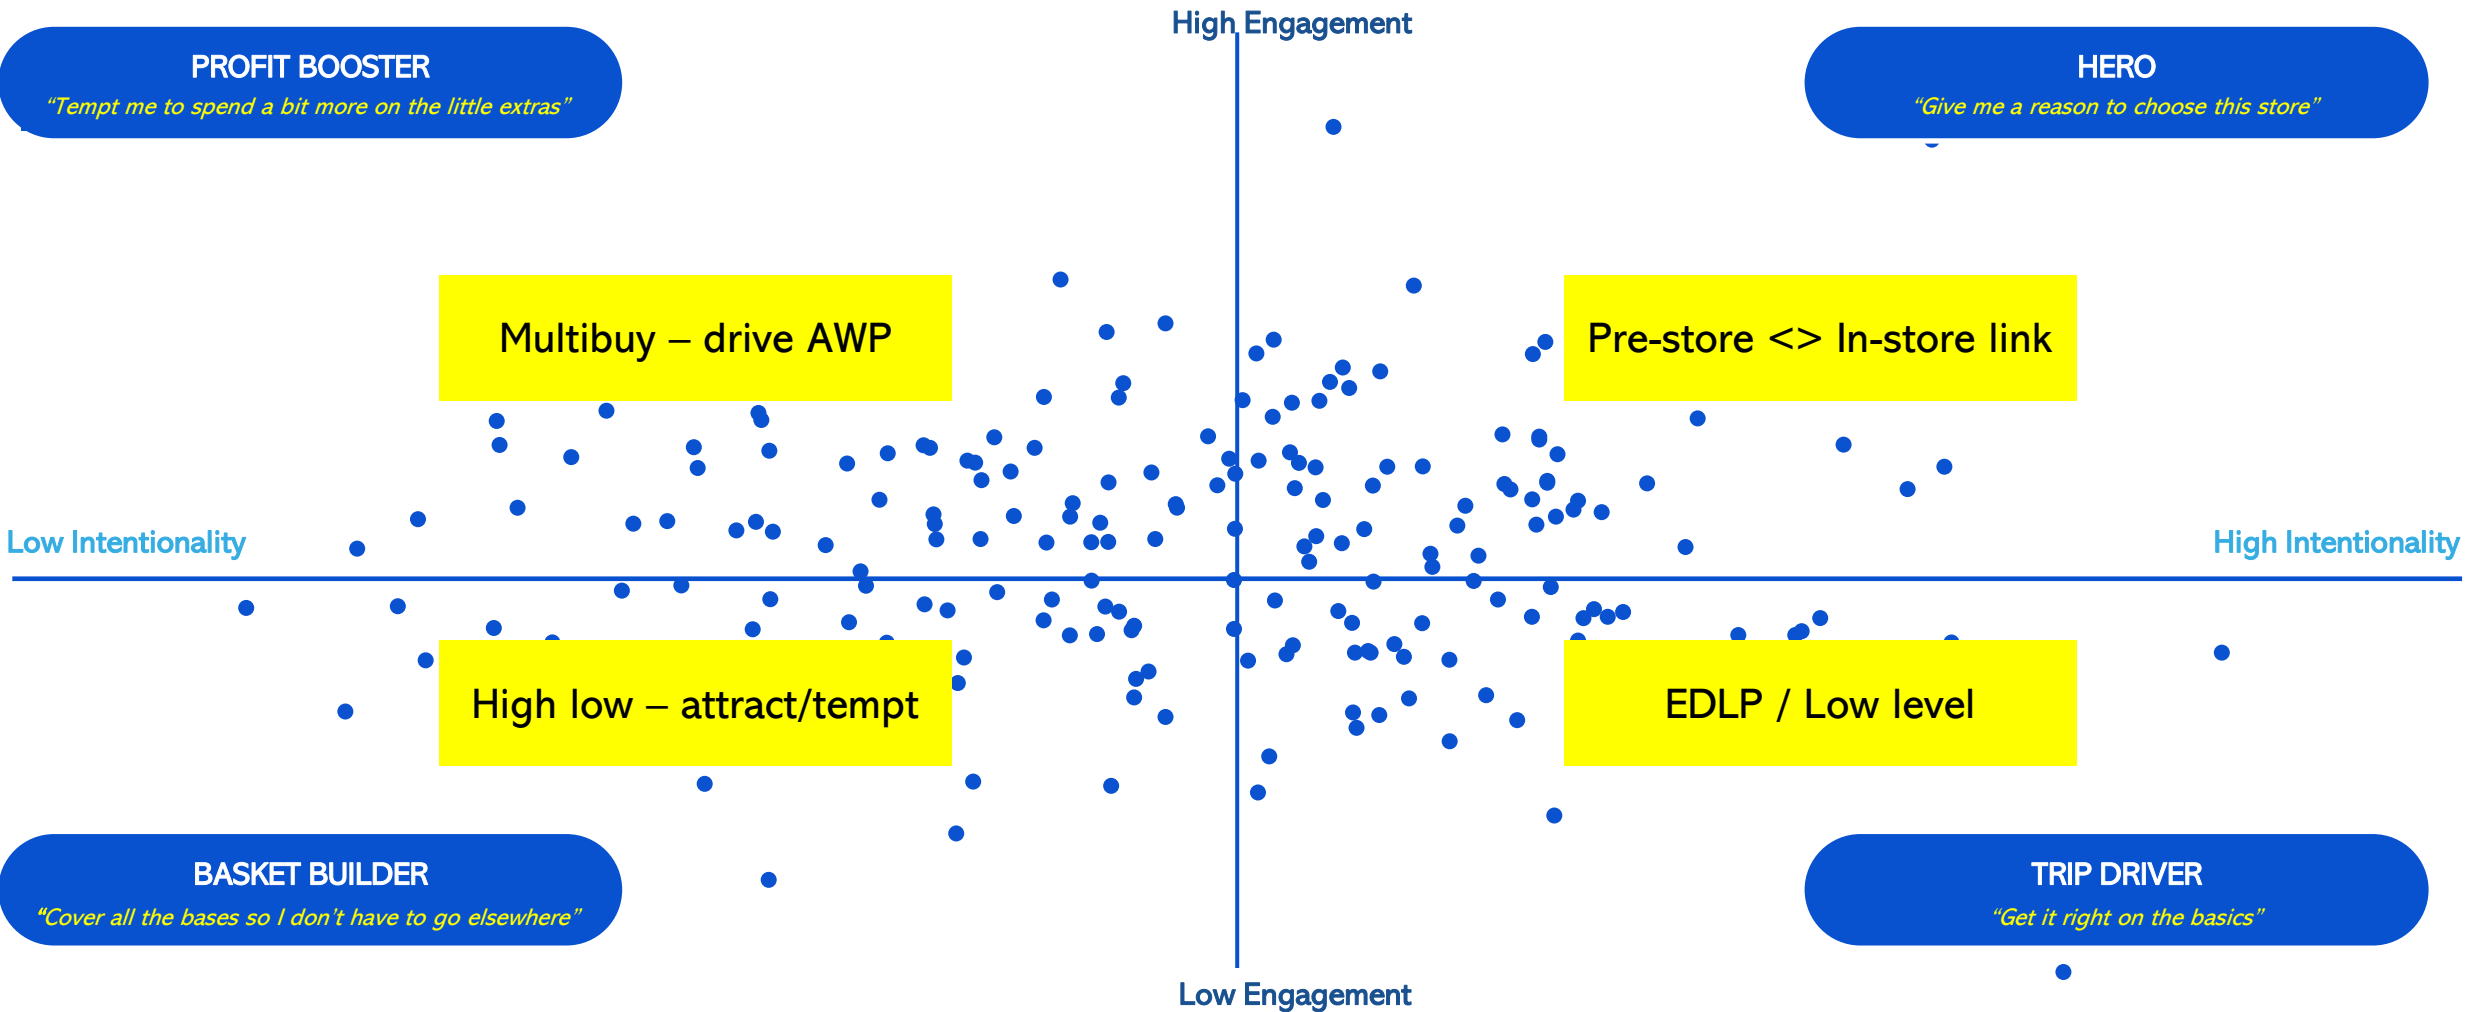 High Engagement
PROFIT BOOSTER
“Tempt me to spend a bit more on the little extras”
HERO
“Give me a reason to choose this store”
Multibuy – drive AWP
Pre-store <> In-store link
Low Intentionality
High Intentionality
High low – attract/tempt
EDLP / Low level
BASKET BUILDER
“Cover all the bases so I don’t have to go elsewhere”
TRIP DRIVER
“Get it right on the basics”
Low Engagement